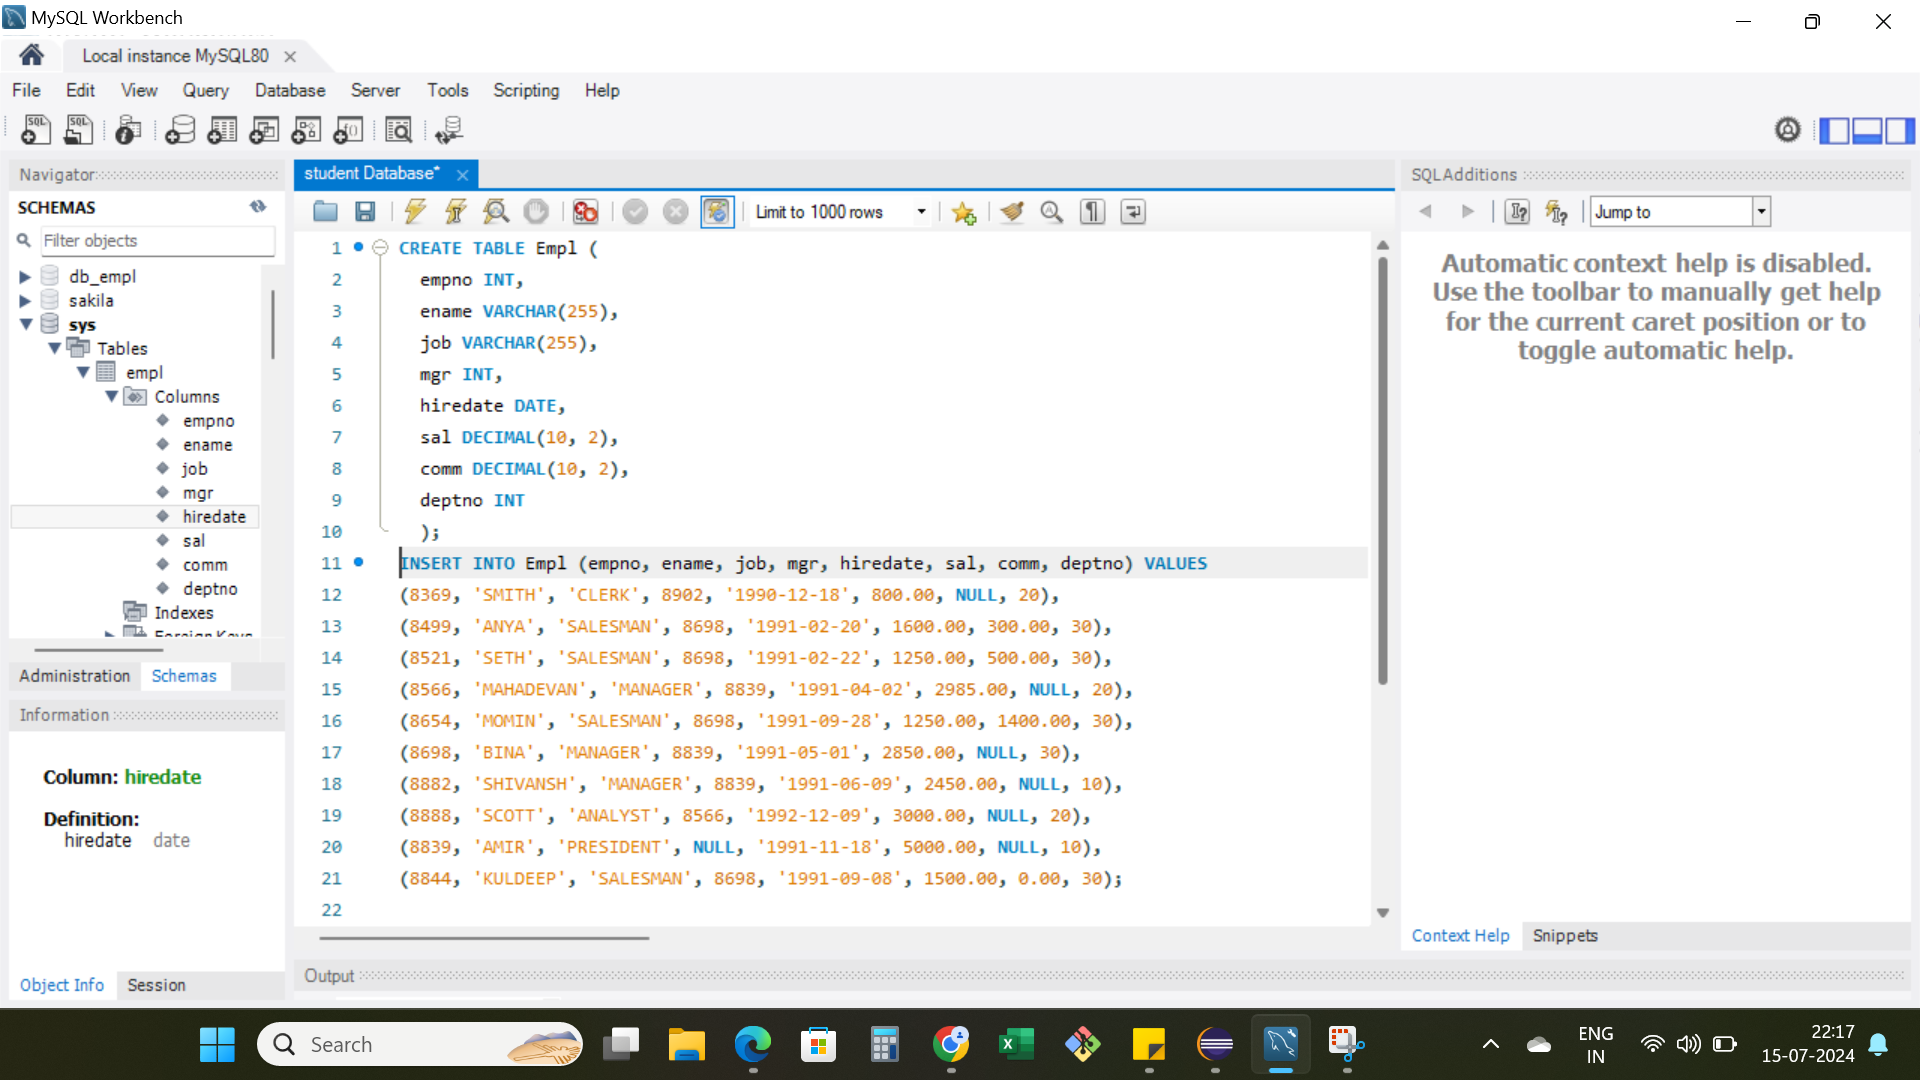 MySQL Workbench
Local instance MySQL80
File Edit View Query Database Server Tools Scripting Help
Navigator
SCHEMAS
Filter objects
db_empl
sakila
sys
Tables
empl
Columns
empno
ename
job
mgr
hiredate
sal
comm
deptno
Indexes
Foreign Keys
Administration Schemas
Information
Column: hiredate
Definition:
hiredate date
Object Info Session
student Database*
Limit to 1000 rows
1 CREATE TABLE Empl (
2 empno INT,
3 ename VARCHAR(255),
4 job VARCHAR(255),
5 mgr INT,
6 hiredate DATE,
7 sal DECIMAL(10, 2),
8 comm DECIMAL(10, 2),
9 deptno INT
10 );
11 INSERT INTO Empl (empno, ename, job, mgr, hiredate, sal, comm, deptno) VALUES
12 (8369, 'SMITH', 'CLERK', 8902, '1990-12-18', 800.00, NULL, 20),
13 (8499, 'ANYA', 'SALESMAN', 8698, '1991-02-20', 1600.00, 300.00, 30),
14 (8521, 'SETH', 'SALESMAN', 8698, '1991-02-22', 1250.00, 500.00, 30),
15 (8566, 'MAHADEVAN', 'MANAGER', 8839, '1991-04-02', 2985.00, NULL, 20),
16 (8654, 'MOMIN', 'SALESMAN', 8698, '1991-09-28', 1250.00, 1400.00, 30),
17 (8698, 'BINA', 'MANAGER', 8839, '1991-05-01', 2850.00, NULL, 30),
18 (8882, 'SHIVANSH', 'MANAGER', 8839, '1991-06-09', 2450.00, NULL, 10),
19 (8888, 'SCOTT', 'ANALYST', 8566, '1992-12-09', 3000.00, NULL, 20),
20 (8839, 'AMIR', 'PRESIDENT', NULL, '1991-11-18', 5000.00, NULL, 10),
21 (8844, 'KULDEEP', 'SALESMAN', 8698, '1991-09-08', 1500.00, 0.00, 30);
22
Output
SQLAdditions
Jump to
Automatic context help is disabled.
Use the toolbar to manually get help
for the current caret position or to
toggle automatic help.
Context Help Snippets
Search
ENG
IN
22:17
15-07-2024